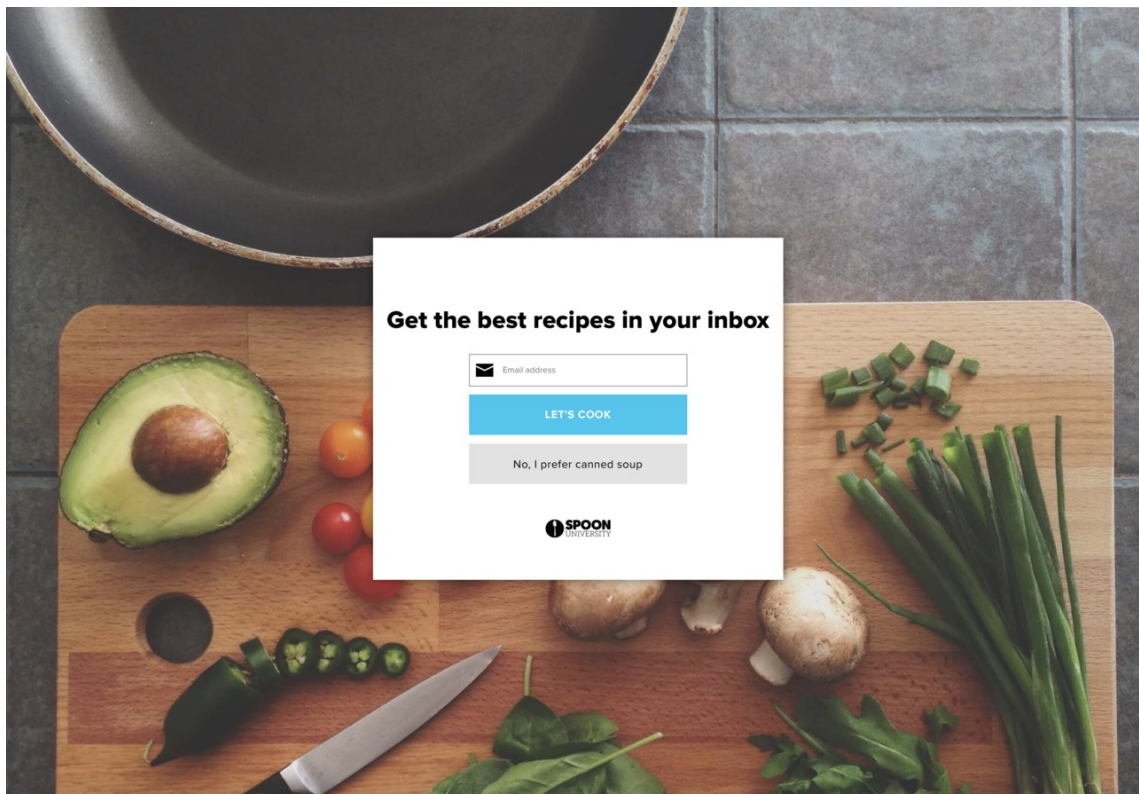 Get the best recipes in your inbox
Email address
LET'S COOK
No, I prefer canned soup
SPOON
UNIVERSITY